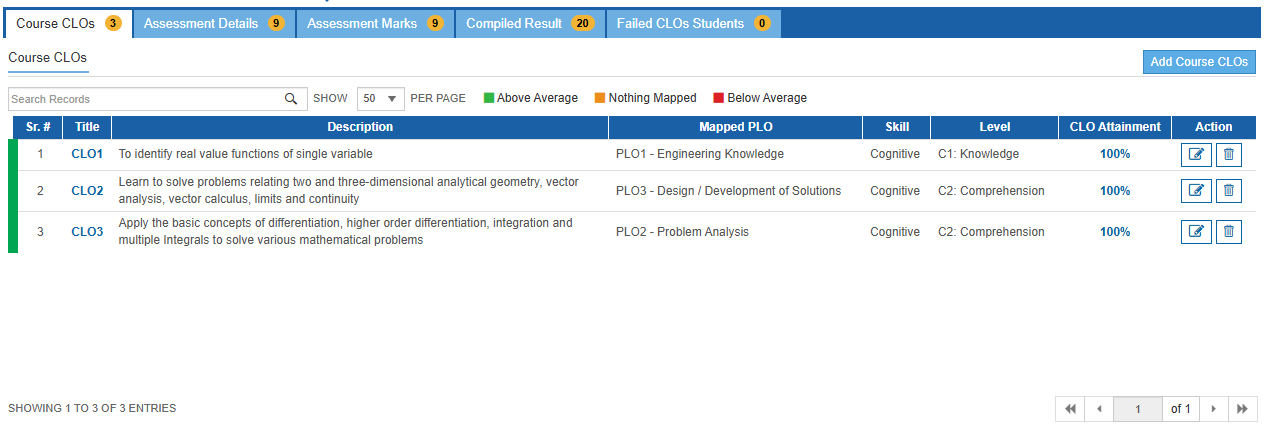 Course CLOs 3 Assessment Details 9 Assessment Marks 9 Compiled Result 20 Failed CLOs Students 0
Course CLOs
Add Course CLOs
Search Records SHOW 50 PER PAGE Above Average Nothing Mapped Below Average
Sr. # Title Description Mapped PLO Skill Level CLO Attainment Action
1 CLO1 To identify real value functions of single variable PLO1 - Engineering Knowledge Cognitive C1: Knowledge 100%
2 CLO2 Learn to solve problems relating two and three-dimensional analytical geometry, vector
analysis, vector calculus, limits and continuity PLO3 - Design / Development of Solutions Cognitive C2: Comprehension 100%
3 CLO3 Apply the basic concepts of differentiation, higher order differentiation, integration and
multiple Integrals to solve various mathematical problems PLO2 - Problem Analysis Cognitive C2: Comprehension 100%
SHOWING 1 TO 3 OF 3 ENTRIES 1 of 1